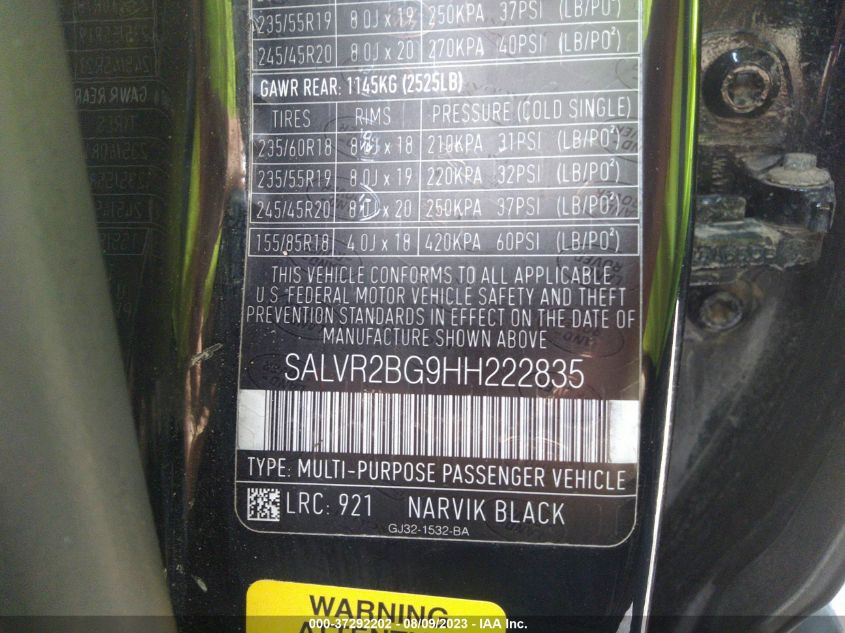 235/55R19 8.0J x 19 250KPA 37PSI (LB/PO²)
245/45R20 8.0J x 20 270KPA 40PSI (LB/PO²)
GAWR REAR: 1145KG (2525LB)
TIRES RIMS PRESSURE (COLD SINGLE)
235/60R18 8.0J x 18 210KPA 31PSI (LB/PO²)
235/55R19 8.0J x 19 220KPA 32PSI (LB/PO²)
245/45R20 8.0J x 20 250KPA 37PSI (LB/PO²)
155/85R18 4.0J x 18 420KPA 60PSI (LB/PO²)
THIS VEHICLE CONFORMS TO ALL APPLICABLE
U.S FEDERAL MOTOR VEHICLE SAFETY AND THEFT
PREVENTION STANDARDS IN EFFECT ON THE DATE OF
MANUFACTURE SHOWN ABOVE
SALVR2BG9HH222835
TYPE: MULTI-PURPOSE PASSENGER VEHICLE
LRC: 921 NARVIK BLACK
GJ32-1532-BA
WARNING
000-37292202 - 08/09/2023 - Copart, Inc.